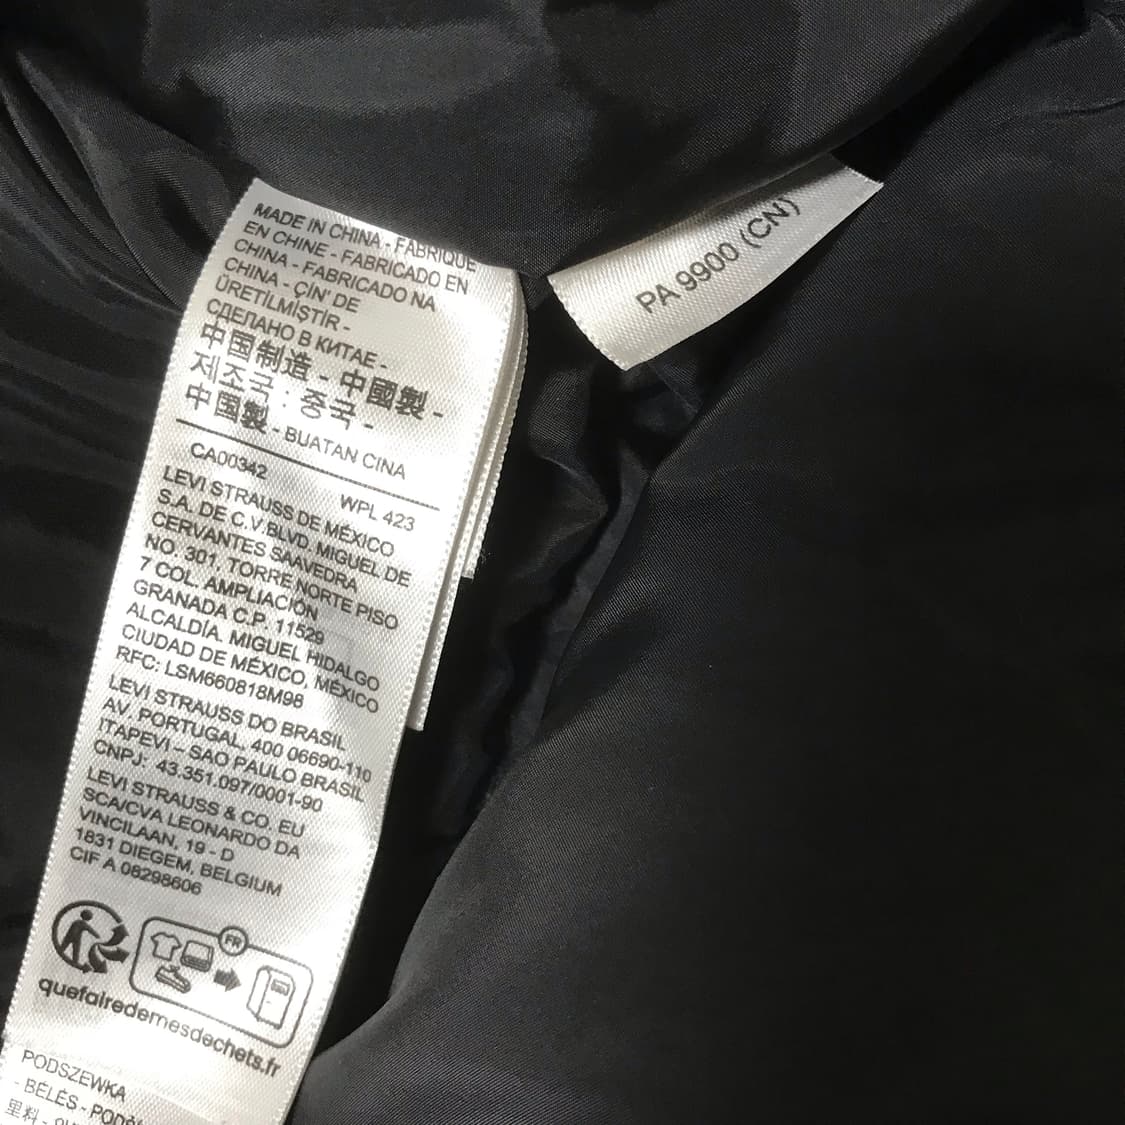 MADE IN CHINA - FABRIQUE
EN CHINE - FABRICADO EN
CHINA - FABRICADO NA
CHINA - ÇİN' DE
ÜRETİLMİŞTİR -
СДЕЛАНО В КИТАЕ -
中国制造 - 中國製 -
제조국 : 중국 -
中国製 - BUATAN CINA
CA00342 WPL 423
LEVI STRAUSS DE MÉXICO
S.A. DE C.V.BLVD. MIGUEL DE
CERVANTES SAAVEDRA
NO. 301, TORRE NORTE PISO
7 COL. AMPLIACIÓN
GRANADA C.P. 11529
ALCALDÍA. MIGUEL HIDALGO
CIUDAD DE MÉXICO, MÉXICO
RFC: LSM660818M98
LEVI STRAUSS DO BRASIL
AV. PORTUGAL, 400 06690-110
ITAPEVI – SAO PAULO BRASIL
CNPJ: 43.351.097/0001-90
LEVI STRAUSS & CO. EU
SCA/CVA LEONARDO DA
VINCILAAN, 19 - D
1831 DIEGEM, BELGIUM
CIF A 08298606
FR
quefairedemesdechets.fr
PODSZEWKA
- BÉLÉS -
里料 -
PA 9900 (CN)